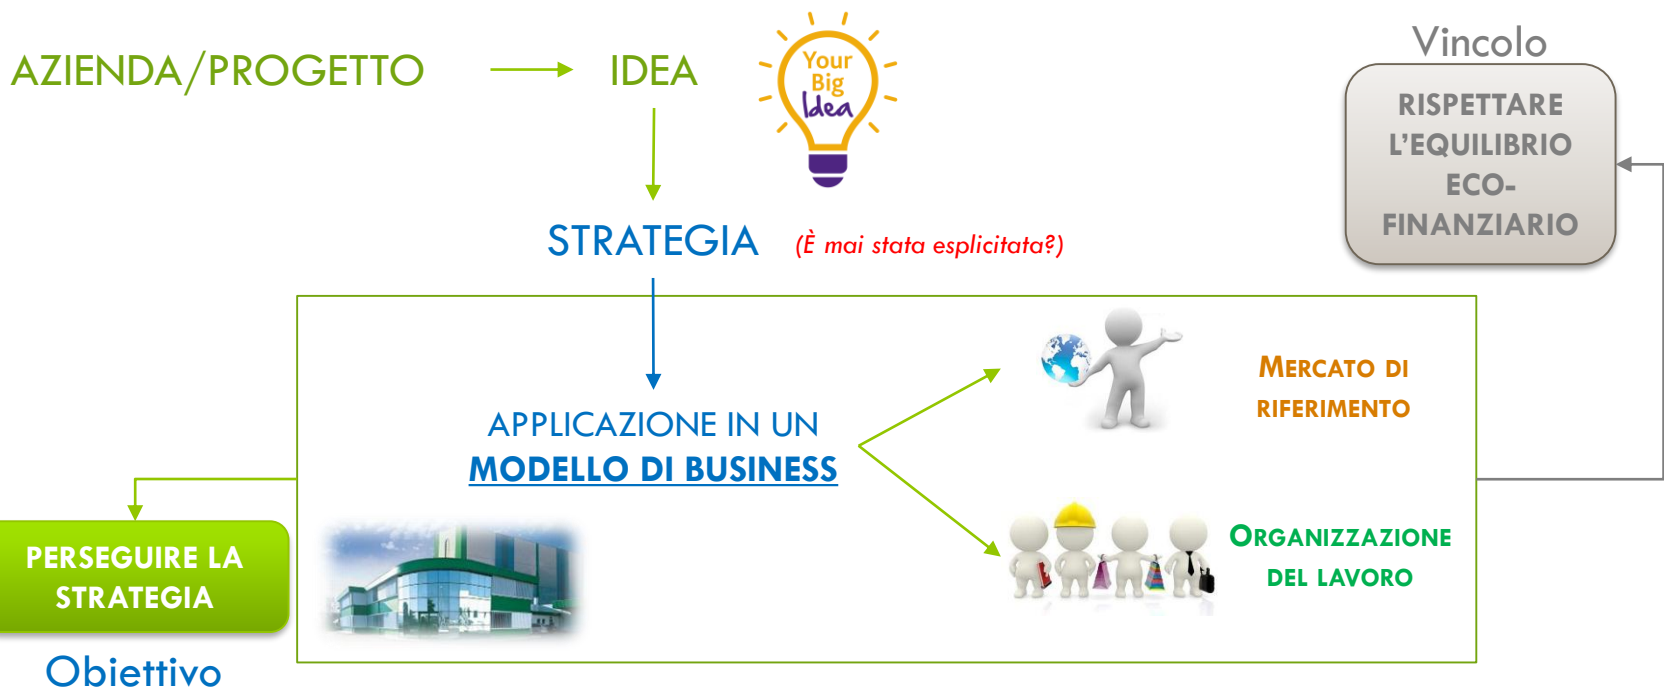 AZIENDA/PROGETTO
IDEA
Your
Big
Idea
Vincolo
RISPETTARE
L'EQUILIBRIO
ECO-
FINANZIARIO
STRATEGIA
(È mai stata esplicitata?)
APPLICAZIONE IN UN
MODELLO DI BUSINESS
MERCATO DI
RIFERIMENTO
ORGANIZZAZIONE
DEL LAVORO
PERSEGUIRE LA
STRATEGIA
Obiettivo